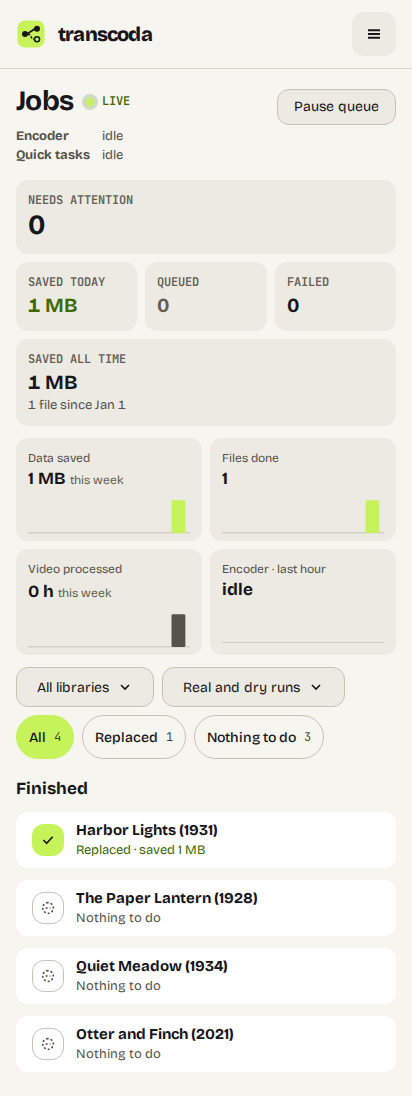 transcoda
Jobs LIVE
Pause queue
Encoder idle
Quick tasks idle
NEEDS ATTENTION
0
SAVED TODAY
1 MB
QUEUED
0
FAILED
0
SAVED ALL TIME
1 MB
1 file since Jan 1
Data saved
1 MB this week
Files done
1
Video processed
0 h this week
Encoder · last hour
idle
All libraries
Real and dry runs
All 4
Replaced 1
Nothing to do 3
Finished
Harbor Lights (1931)
Replaced · saved 1 MB
The Paper Lantern (1928)
Nothing to do
Quiet Meadow (1934)
Nothing to do
Otter and Finch (2021)
Nothing to do